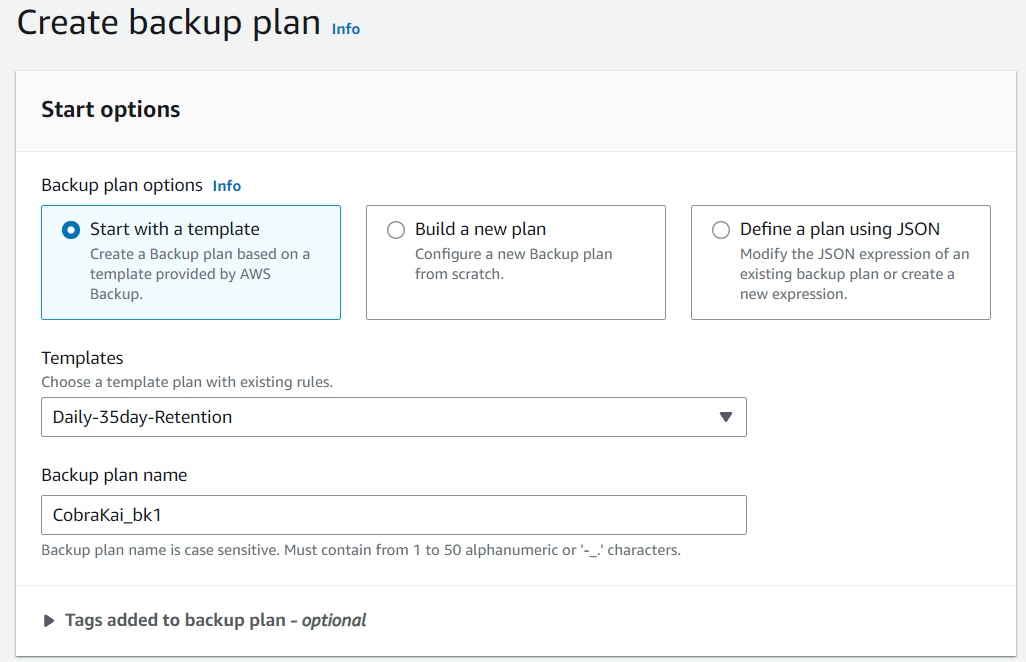 Create backup plan Info
Start options
Backup plan options Info
Start with a template
Create a Backup plan based on a
template provided by AWS
Backup.
Build a new plan
Configure a new Backup plan
from scratch.
Define a plan using JSON
Modify the JSON expression of an
existing backup plan or create a
new expression.
Templates
Choose a template plan with existing rules.
Daily-35day-Retention
Backup plan name
CobraKai_bk1
Backup plan name is case sensitive. Must contain from 1 to 50 alphanumeric or '-_.' characters.
Tags added to backup plan - optional